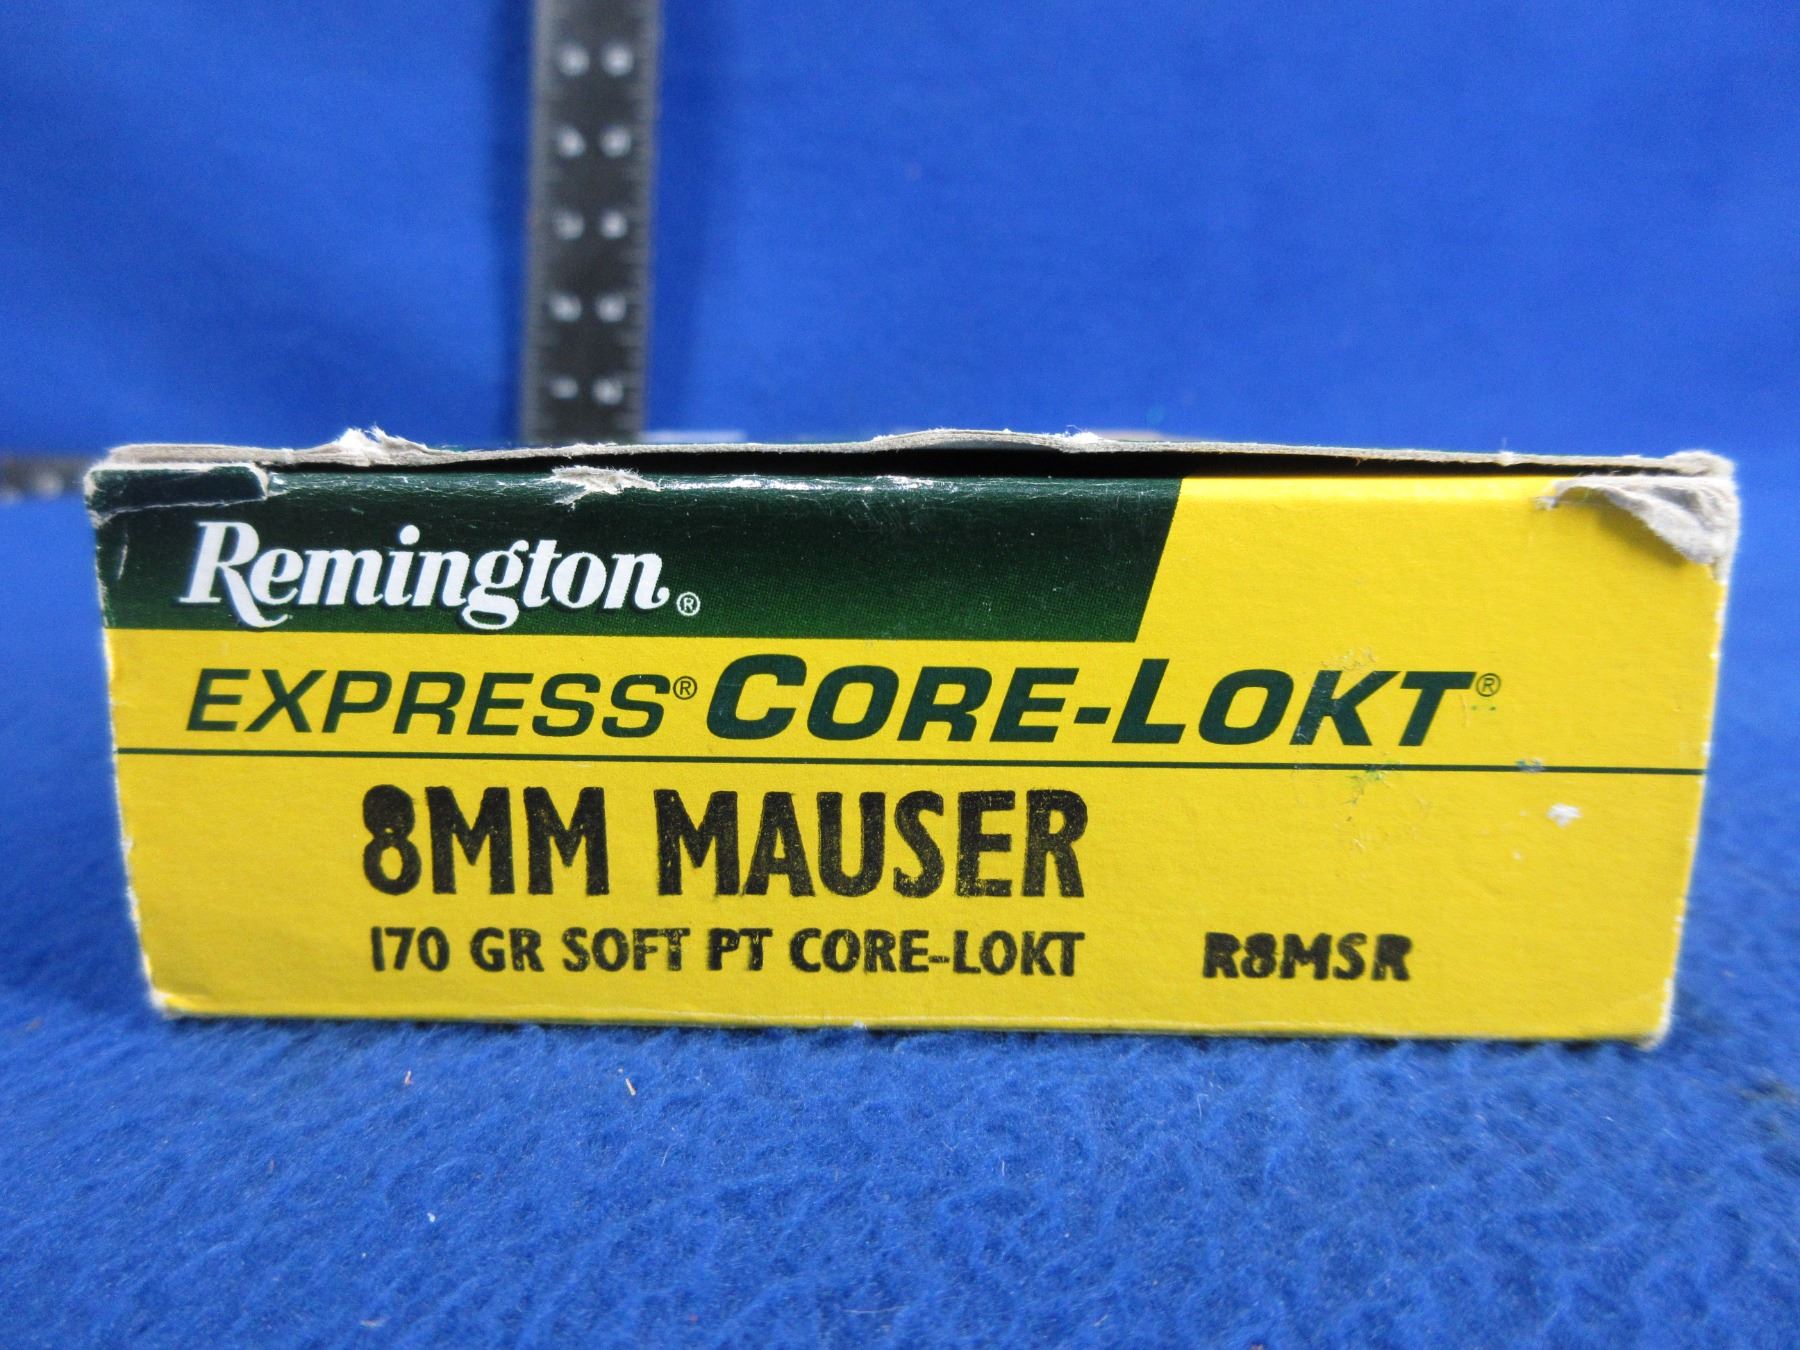 Remington®
EXPRESS® CORE-LOKT®
8MM MAUSER
170 GR SOFT PT CORE-LOKT R8MSR